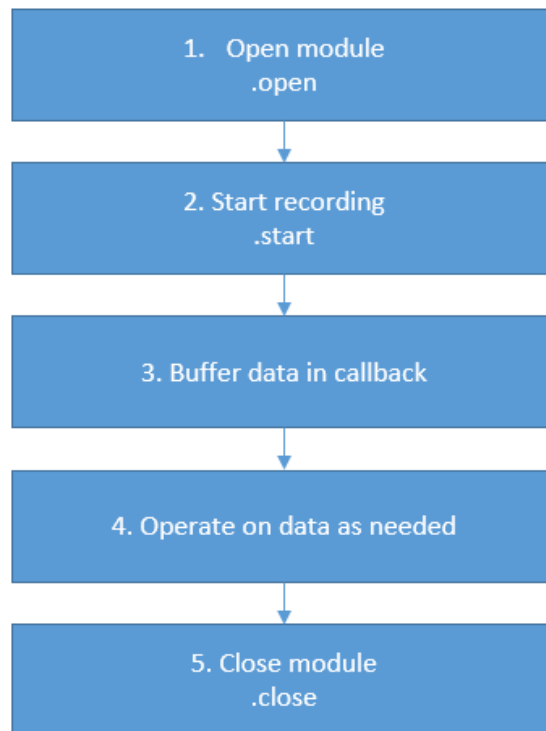 1. Open module
.open
2. Start recording
.start
3. Buffer data in callback
4. Operate on data as needed
5. Close module
.close